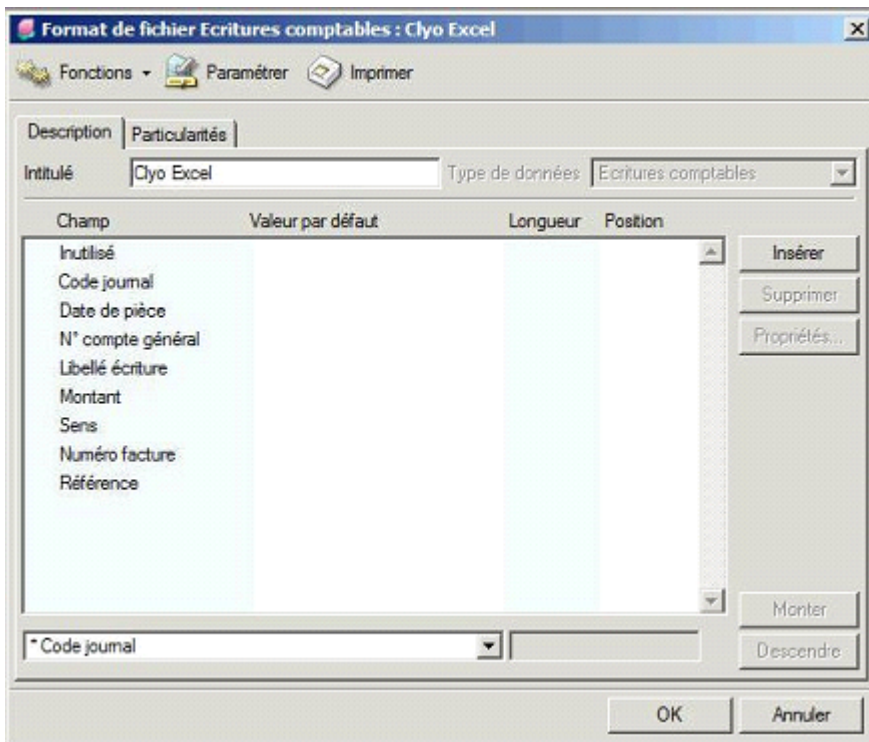 Format de fichier Ecritures comptables : Clyo Excel
Fonctions Paramétrer Imprimer
Description Particularités
Intitulé Clyo Excel Type de données Ecritures comptables
Champ Valeur par défaut Longueur Position
Inutilisé Insérer
Code journal Supprimer
Date de pièce
N° compte général Propriétés...
Libellé écriture
Montant
Sens
Numéro facture
Référence
Monter
* Code journal Descendre
OK Annuler